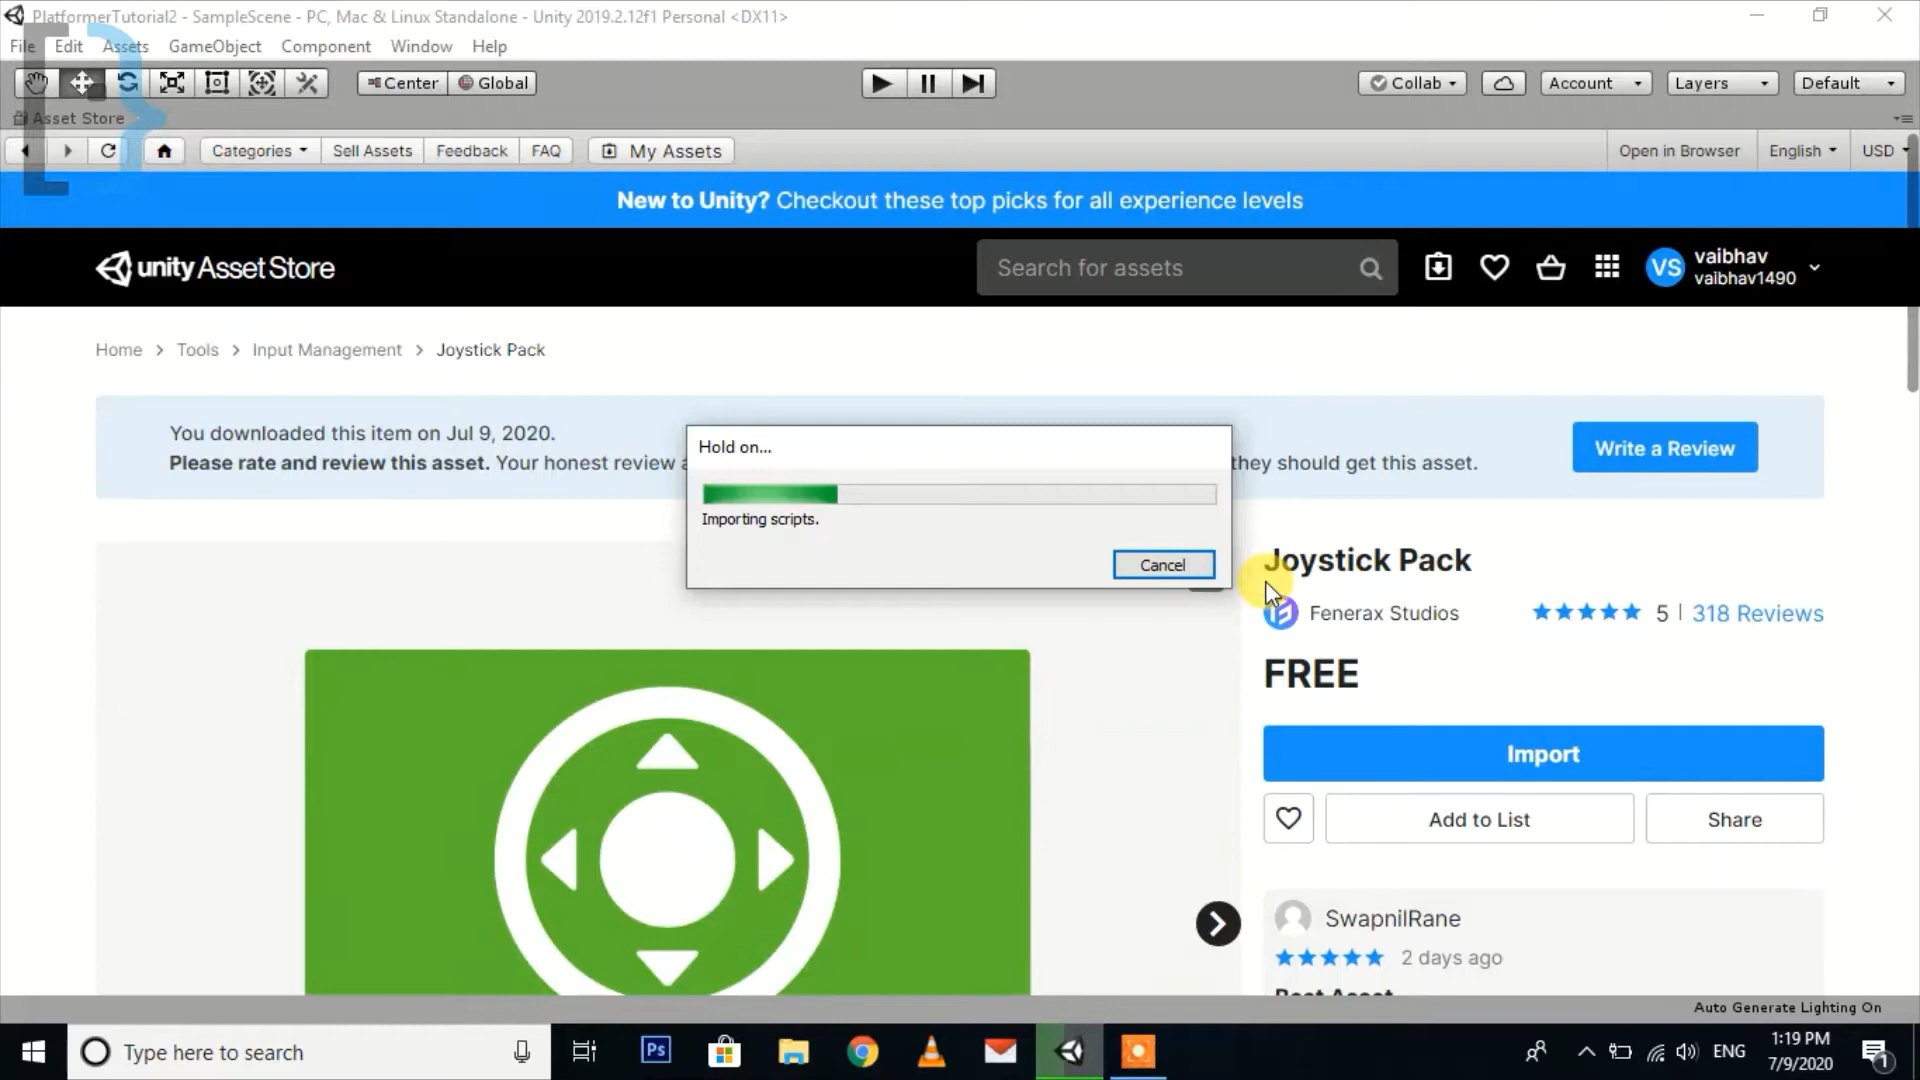 PlatformerTutorial2 - SampleScene - PC, Mac & Linux Standalone - Unity 2019.2.12f1 Personal <DX11>
File Edit Assets GameObject Component Window Help
Center Global Collab Account Layers Default
Asset Store
Categories Sell Assets Feedback FAQ My Assets Open in Browser English USD
New to Unity? Checkout these top picks for all experience levels
unity Asset Store Search for assets VS vaibhav
vaibhav1490
Home > Tools > Input Management > Joystick Pack
You downloaded this item on Jul 9, 2020.
Please rate and review this asset. Your honest review they should get this asset.
Write a Review
Hold on...
Importing scripts.
Cancel
Joystick Pack
Fenerax Studios 5 | 318 Reviews
FREE
Import
Add to List Share
SwapnilRane
2 days ago
Best Asset
Auto Generate Lighting On
Type here to search Ps ENG 1:19 PM
7/9/2020 1